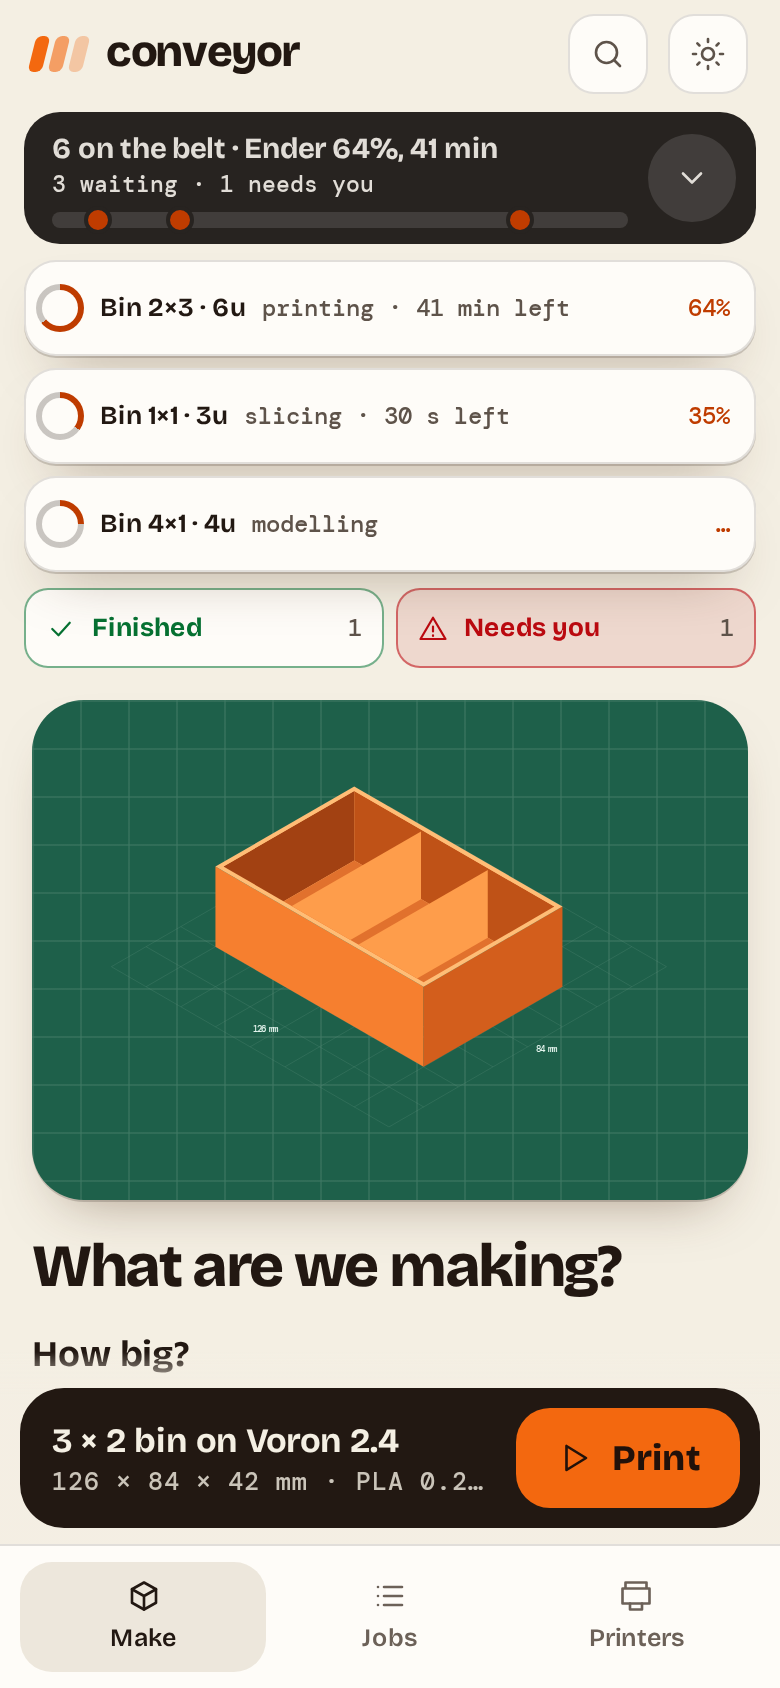 conveyor
6 on the belt · Ender 64%, 41 min
3 waiting · 1 needs you
Bin 2×3 · 6u printing · 41 min left 64%
Bin 1×1 · 3u slicing · 30 s left 35%
Bin 4×1 · 4u modelling …
Finished 1
Needs you 1
126 mm
84 mm
What are we making?
How big?
3 × 2 bin on Voron 2.4
126 × 84 × 42 mm · PLA 0.2…
Print
Make
Jobs
Printers